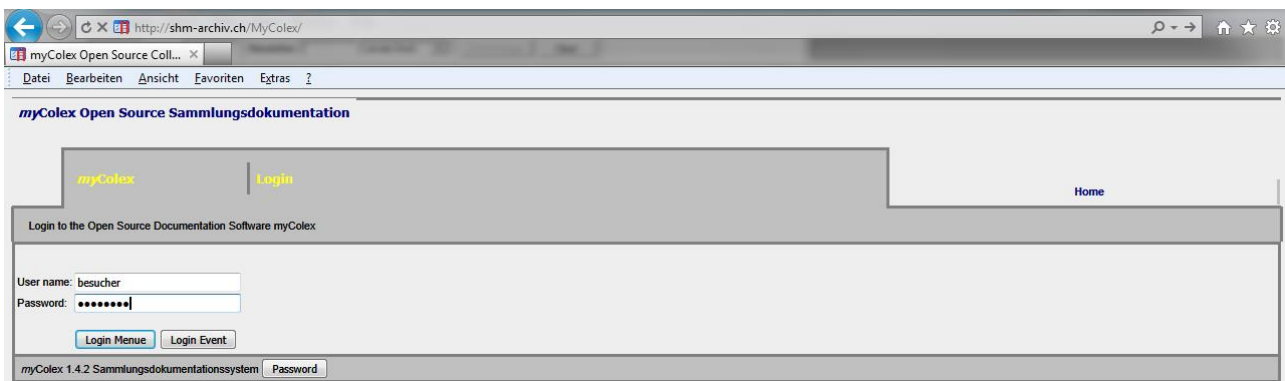 http://shm-archiv.ch/MyColex/
myColex Open Source Coll...
Datei Bearbeiten Ansicht Favoriten Extras ?
myColex Open Source Sammlungsdokumentation
myColex Login
Home
Login to the Open Source Documentation Software myColex
User name: besucher
Password: ••••••••
Login Menue Login Event
myColex 1.4.2 Sammlungsdokumentationssystem Password